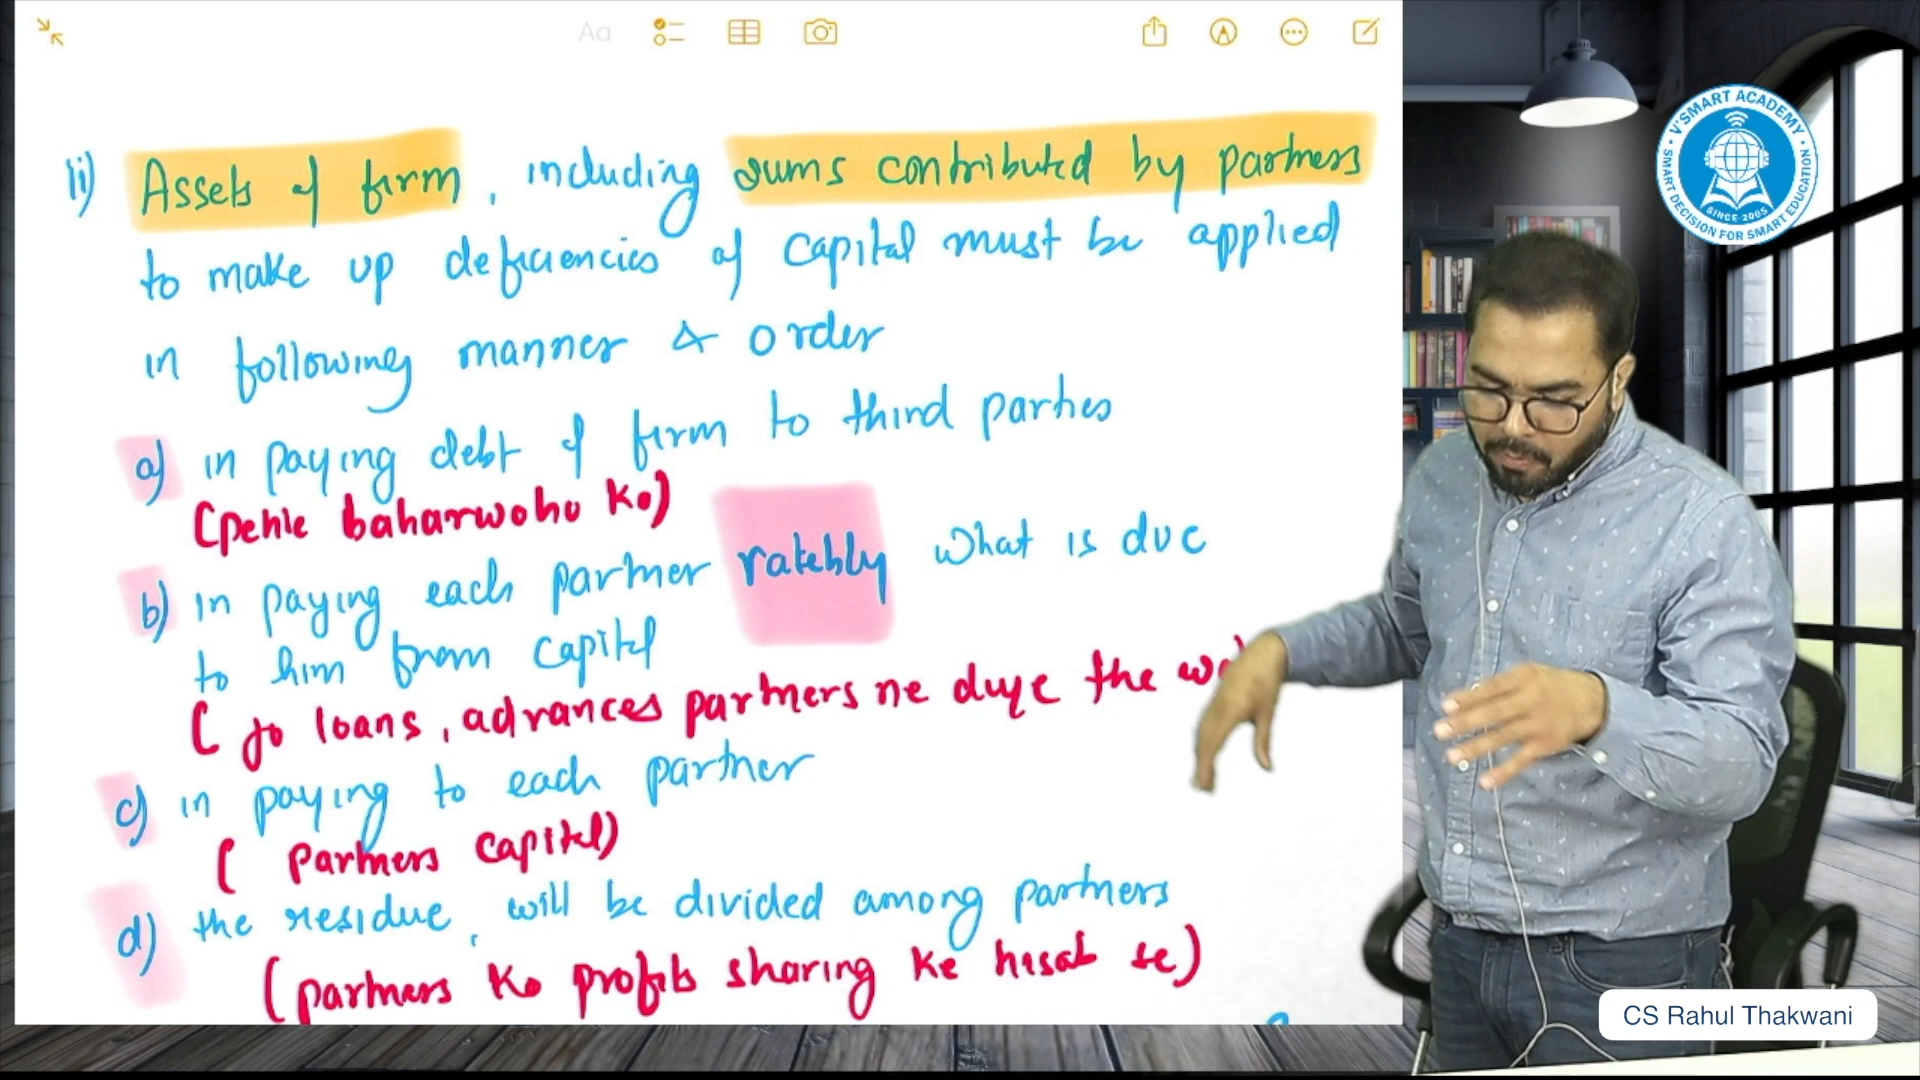 Aa
V'SMART ACADEMY
SINCE-2005
SMART DECISION FOR SMART EDUCATION
ii) Assets of firm, including sums contributed by partners
to make up deficiencies of capital must be applied
in following manner & order
a) in paying debt of firm to third parties
(pehle baharwoho ko)
b) in paying each partner ratebly what is due
to him from capital
( jo loans, advances partners ne duye the wo
c) in paying to each partner
( Partners capital)
d) the residue, will be divided among partners
(partners ko profits sharing ke hisab se)
CS Rahul Thakwani